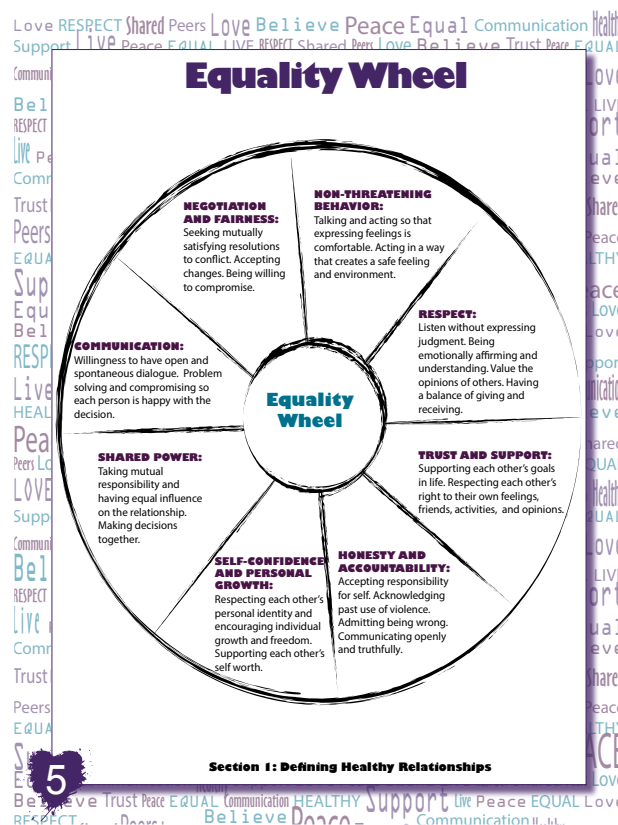 Love RESPECT Shared Peers Love Believe Peace Equal Communication Health
Support Live Peace EQUAL LIVE RESPECT Shared Peers Love Believe Trust Peace EQUAL
Equality Wheel
NEGOTIATION
AND FAIRNESS:
Seeking mutually
satisfying resolutions
to conflict. Accepting
changes. Being willing
to compromise.
NON-THREATENING
BEHAVIOR:
Talking and acting so that
expressing feelings is
comfortable. Acting in a way
that creates a safe feeling
and environment.
RESPECT:
Listen without expressing
judgment. Being
emotionally affirming and
understanding. Value the
opinions of others. Having
a balance of giving and
receiving.
COMMUNICATION:
Willingness to have open and
spontaneous dialogue.  Problem
solving and compromising so
each person is happy with the
decision.
Equality
Wheel
SHARED POWER:
Taking mutual
responsibility and
having equal influence
on the relationship.
Making decisions
together.
TRUST AND SUPPORT:
Supporting each other's goals
in life. Respecting each other's
right to their own feelings,
friends, activities,  and opinions.
SELF-CONFIDENCE
AND PERSONAL
GROWTH:
Respecting each other's
personal identity and
encouraging individual
growth and freedom.
Supporting each other's
self worth.
HONESTY AND
ACCOUNTABILITY:
Accepting responsibility
for self. Acknowledging
past use of violence.
Admitting being wrong.
Communicating openly
and truthfully.
5
Section 1: Defining Healthy Relationships
Trust Peace EQUAL Communication HEALTHY Support Live Peace EQUAL Love
RESPECT Believe Peace Communication